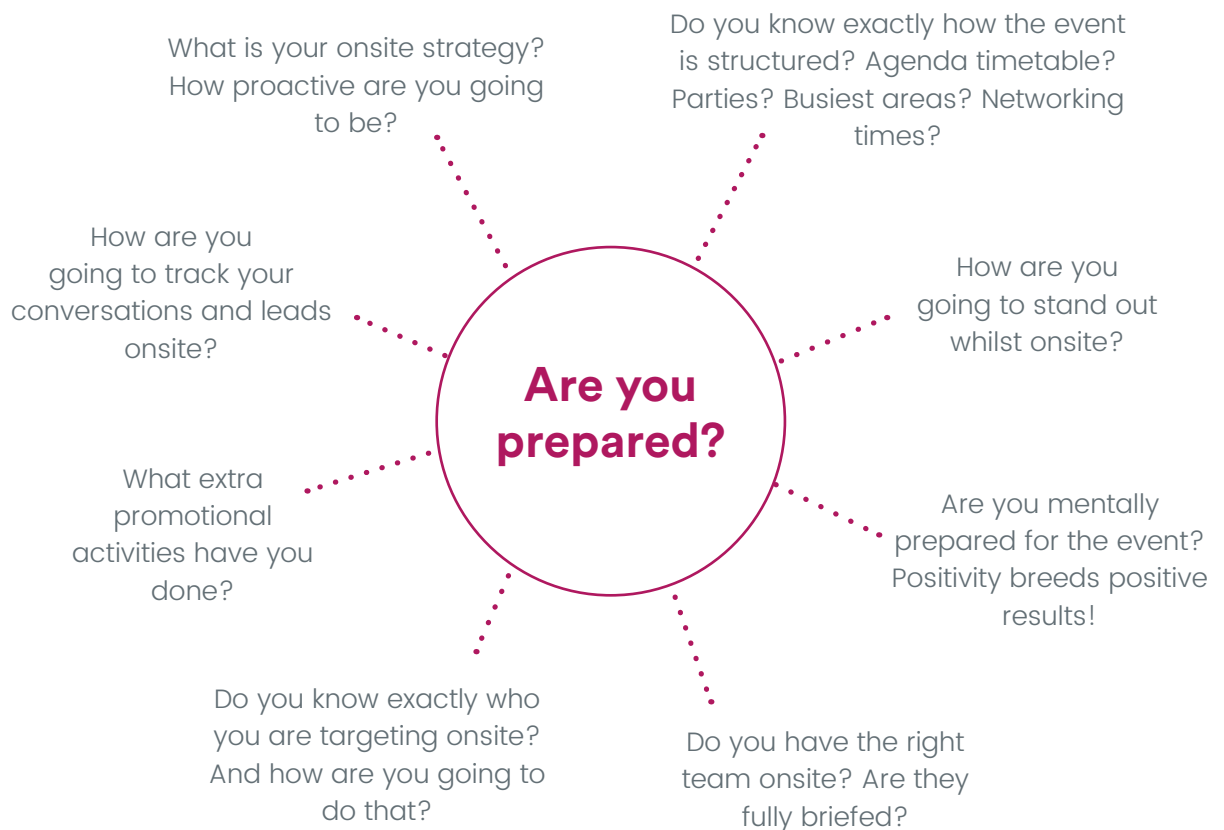 What is your onsite strategy?
How proactive are you going
to be?
Do you know exactly how the event
is structured? Agenda timetable?
Parties? Busiest areas? Networking
times?
How are you
going to track your
conversations and leads
onsite?
How are you
going to stand out
whilst onsite?
Are you
prepared?
What extra
promotional
activities have you
done?
Are you mentally
prepared for the event?
Positivity breeds positive
results!
Do you know exactly who
you are targeting onsite?
And how are you going to
do that?
Do you have the right
team onsite? Are they
fully briefed?